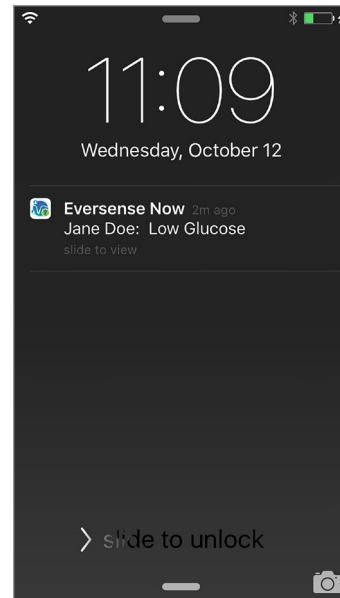 11:09
Wednesday, October 12
Eversense Now 2m ago
Jane Doe: Low Glucose
slide to view
slide to unlock